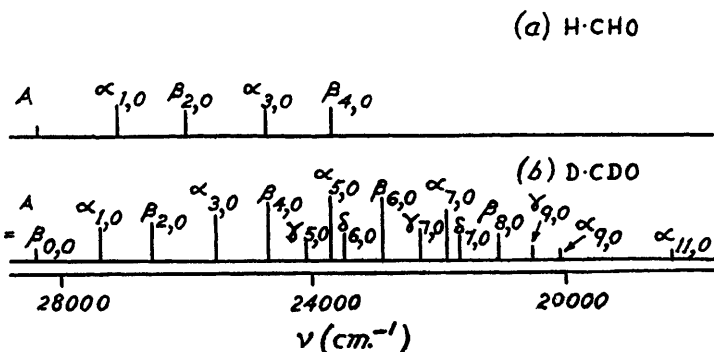 (a) H·CHO
A α1,0 β2,0 α3,0 β4,0
(b) D·CDO
A α1,0 β2,0 α3,0 β4,0 γ5,0 α5,0 δ6,0 β6,0 γ7,0 α7,0 δ7,0 β8,0 γ9,0 α9,0 α11,0
= β0,0
28000 24000 20000
ν (cm.⁻¹)